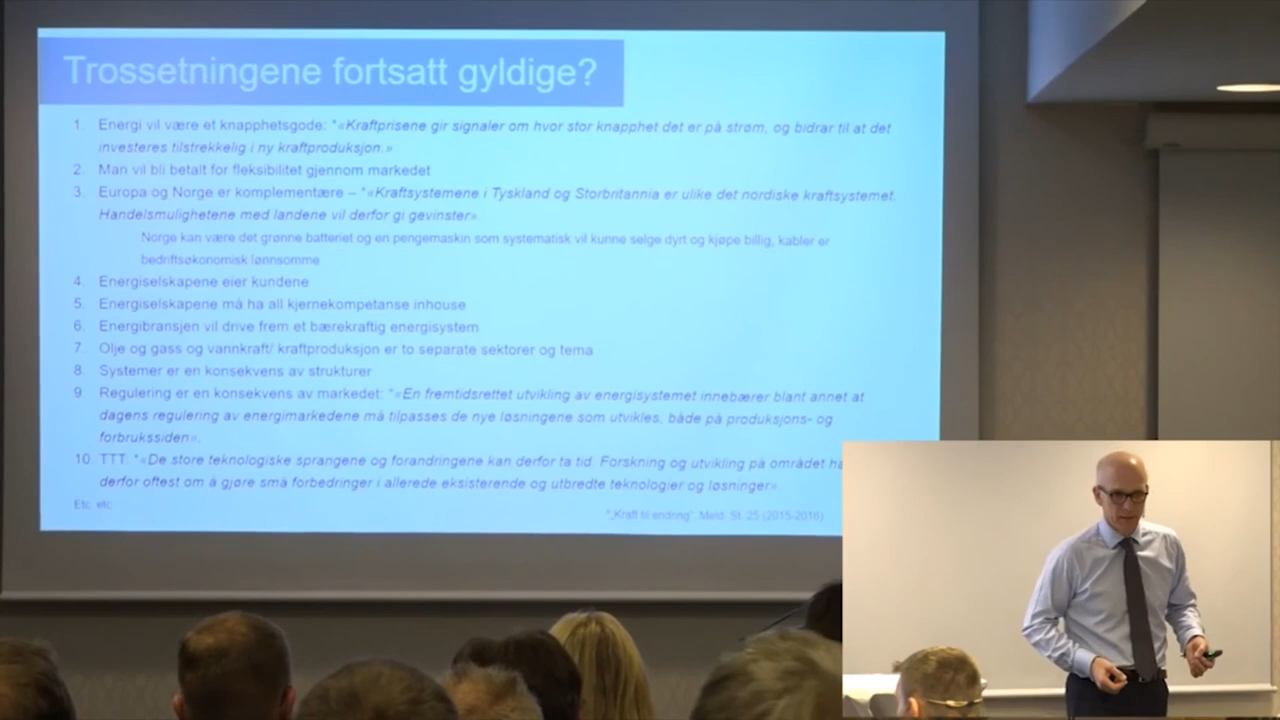 Trossetningene fortsatt gyldige?
1. Energi vil være et knapphetsgode: "«Kraftprisene gir signaler om hvor stor knapphet det er på strøm, og bidrar til at det
investeres tilstrekkelig i ny kraftproduksjon.»
2. Man vil bli betalt for fleksibilitet gjennom markedet
3. Europa og Norge er komplementære – "«Kraftsystemene i Tyskland og Storbritannia er ulike det nordiske kraftsystemet.
Handelsmulighetene med landene vil derfor gi gevinster»
Norge kan være det grønne batteriet og en pengemaskin som systematisk vil kunne selge dyrt og kjøpe billig, kabler er
bedriftsøkonomisk lønnsomme
4. Energiselskapene eier kundene
5. Energiselskapene må ha all kjernekompetanse inhouse
6. Energibransjen vil drive frem et bærekraftig energisystem
7. Olje og gass og vannkraft/ kraftproduksjon er to separate sektorer og tema
8. Systemer er en konsekvens av strukturer
9. Regulering er en konsekvens av markedet: "«En fremtidsrettet utvikling av energisystemet innebærer blant annet at
dagens regulering av energimarkedene må tilpasses de nye løsningene som utvikles, både på produksjons- og
forbrukssiden».
10. TTT: "«De store teknologiske sprangene og forandringene kan derfor ta tid. Forskning og utvikling på området
derfor oftest om å gjøre små forbedringer i allerede eksisterende og utbredte teknologier og løsninger»
Etc. etc
"„Kraft til endring", Meld. St. 25 (2015-2016)